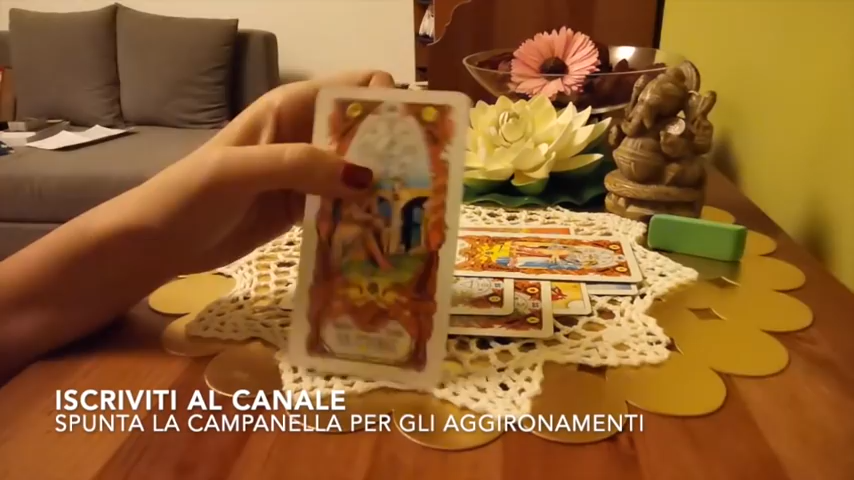 ISCRIVITI AL CANALE
SPUNTA LA CAMPANELLA PER GLI AGGIRONAMENTI